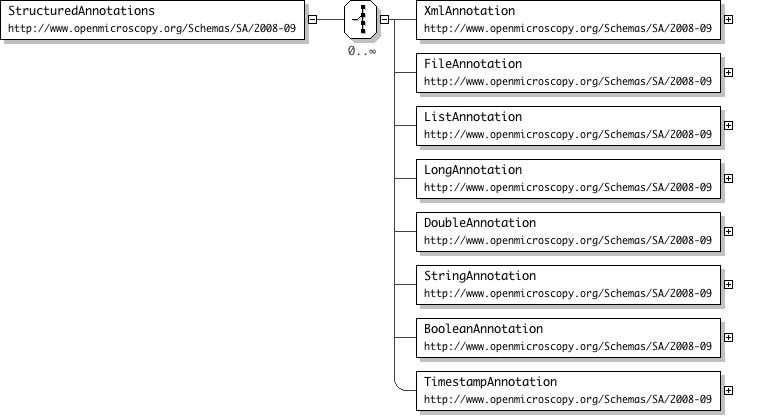 StructuredAnnotations
http://www.openmicroscopy.org/Schemas/SA/2008-09
0..∞
XmlAnnotation
http://www.openmicroscopy.org/Schemas/SA/2008-09
FileAnnotation
http://www.openmicroscopy.org/Schemas/SA/2008-09
ListAnnotation
http://www.openmicroscopy.org/Schemas/SA/2008-09
LongAnnotation
http://www.openmicroscopy.org/Schemas/SA/2008-09
DoubleAnnotation
http://www.openmicroscopy.org/Schemas/SA/2008-09
StringAnnotation
http://www.openmicroscopy.org/Schemas/SA/2008-09
BooleanAnnotation
http://www.openmicroscopy.org/Schemas/SA/2008-09
TimestampAnnotation
http://www.openmicroscopy.org/Schemas/SA/2008-09